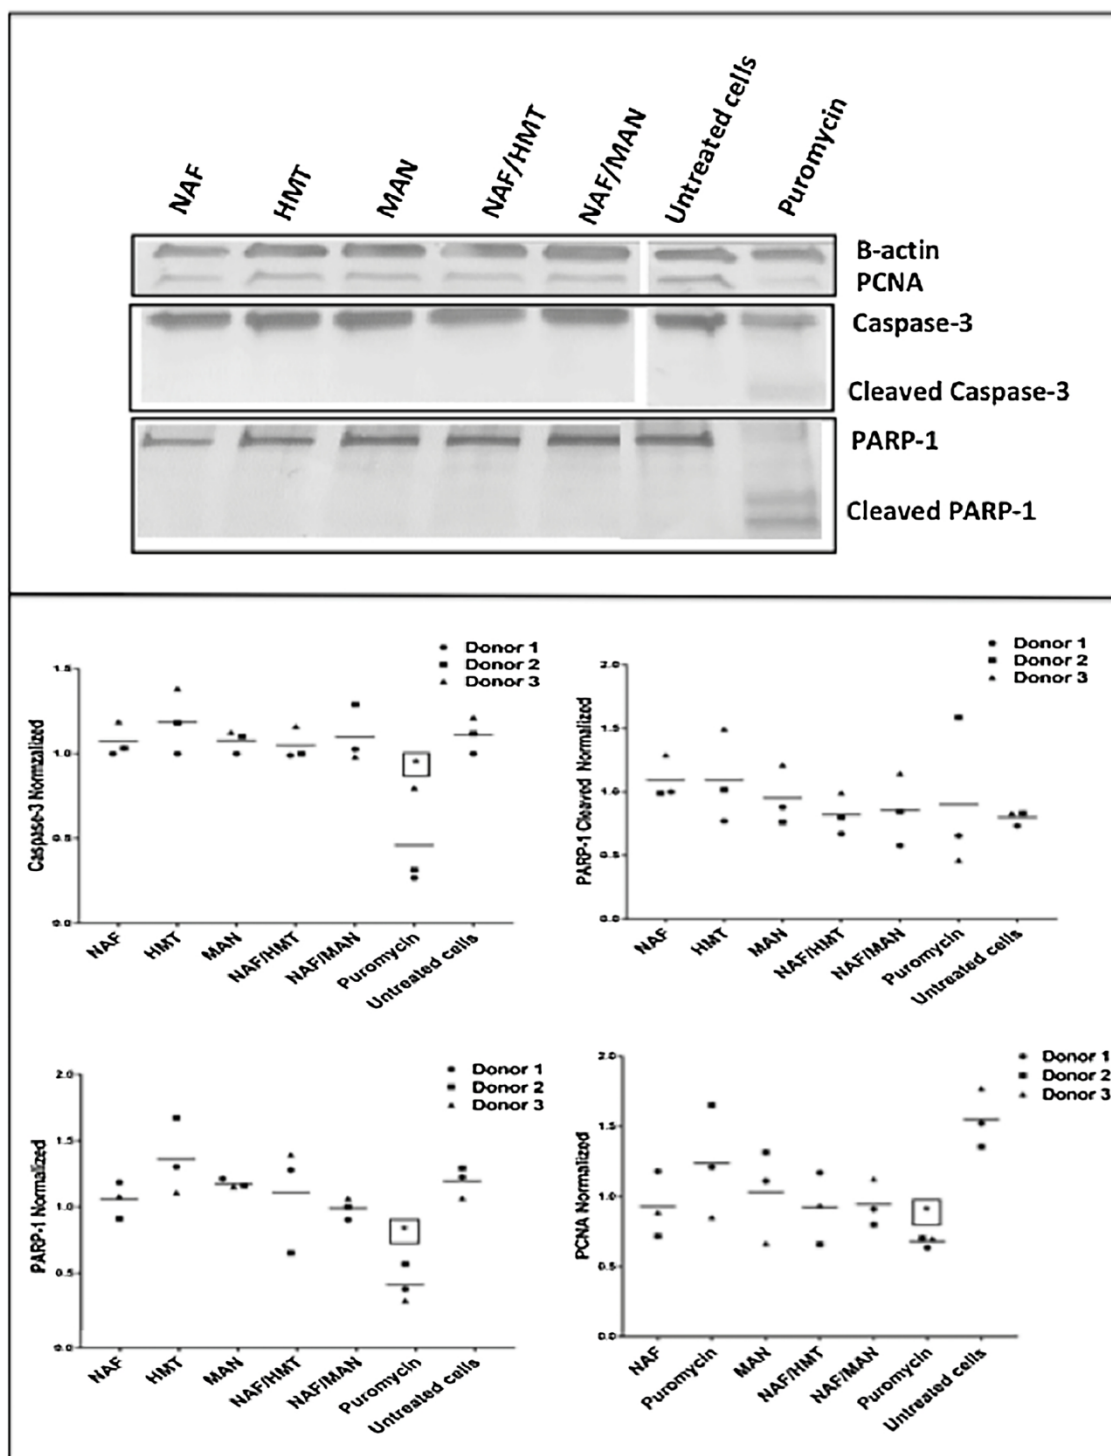 NAF HMT MAN NAF/HMT NAF/MAN Untreated cells Puromycin
B-actin
PCNA
Caspase-3
Cleaved Caspase-3
PARP-1
Cleaved PARP-1
Donor 1
Donor 2
Donor 3
Caspase-3 Normzalized
1.5
1.0
0.5
0.0
NAF HMT MAN NAF/HMT NAF/MAN Puromycin Untreated cells
Donor 1
Donor 2
Donor 3
PARP-1 Cleaved Normalized
2.0
1.5
1.0
0.5
0.0
NAF HMT MAN NAF/HMT NAF/MAN Puromycin Untreated cells
Donor 1
Donor 2
Donor 3
PARP-1 Normalized
2.0
1.5
1.0
0.5
0.0
NAF HMT MAN NAF/HMT NAF/MAN Puromycin Untreated cells
Donor 1
Donor 2
Donor 3
PCNA Normalized
2.0
1.5
1.0
0.5
0.0
NAF Puromycin MAN NAF/HMT NAF/MAN Puromycin Untreated cells